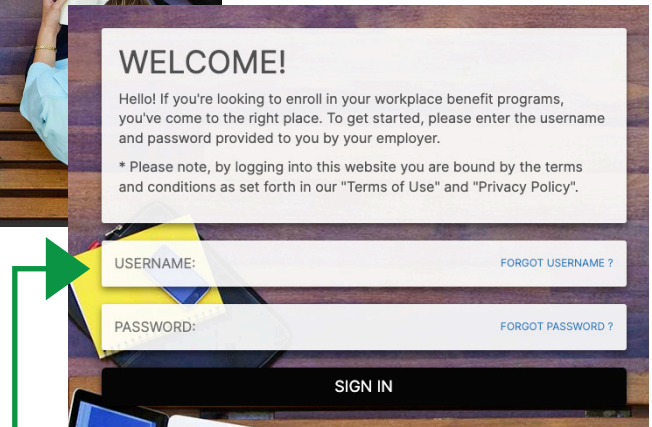 WELCOME!
Hello! If you're looking to enroll in your workplace benefit programs,
you've come to the right place. To get started, please enter the username
and password provided to you by your employer.
* Please note, by logging into this website you are bound by the terms
and conditions as set forth in our "Terms of Use" and "Privacy Policy".
USERNAME: FORGOT USERNAME ?
PASSWORD: FORGOT PASSWORD ?
SIGN IN